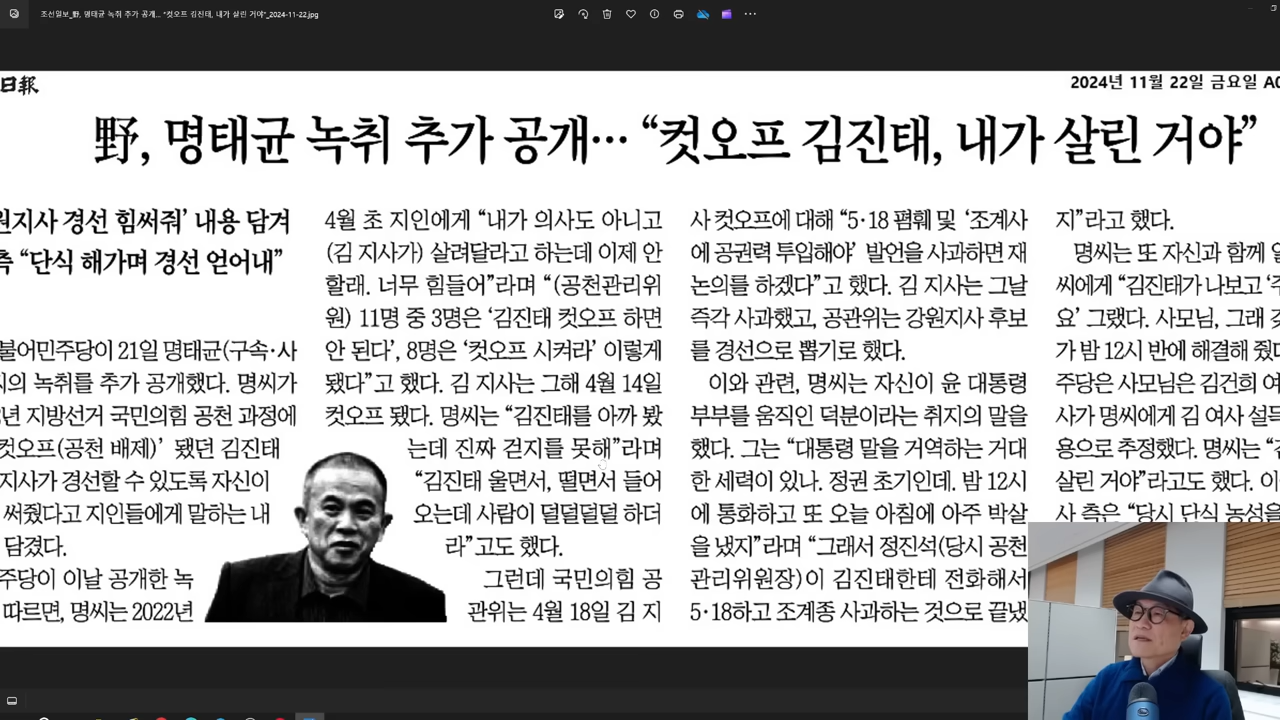 조선일보_野, 명태균 녹취 추가 공개… "컷오프 김진태, 내가 살린 거야"_2024-11-22.jpg
日報
2024년 11월 22일 금요일
野, 명태균 녹취 추가 공개… “컷오프 김진태, 내가 살린 거야”
원지사 경선 힘써줘’ 내용 담겨
측 “단식 해가며 경선 얻어내”
불어민주당이 21일 명태균(구속·사
씨의 녹취를 추가 공개했다. 명씨가
년 지방선거 국민의힘 공천 과정에
컷오프(공천 배제)’ 됐던 김진태
지사가 경선할 수 있도록 자신이
써줬다고 지인들에게 말하는 내
담겼다.
주당이 이날 공개한 녹
따르면, 명씨는 2022년
4월 초 지인에게 “내가 의사도 아니고
(김 지사가) 살려달라고 하는데 이제 안
할래. 너무 힘들어”라며 “(공천관리위
원) 11명 중 3명은 ‘김진태 컷오프 하면
안 된다’, 8명은 ‘컷오프 시켜라’ 이렇게
됐다”고 했다. 김 지사는 그해 4월 14일
컷오프 됐다. 명씨는 “김진태를 아까 봤
는데 진짜 걷지를 못해”라며
“김진태 울면서, 떨면서 들어
오는데 사람이 덜덜덜덜 하더
라”고도 했다.
그런데 국민의힘 공
관위는 4월 18일 김 지
사 컷오프에 대해 “5·18 폄훼 및 ‘조계사
에 공권력 투입해야’ 발언을 사과하면 재
논의를 하겠다”고 했다. 김 지사는 그날
즉각 사과했고, 공관위는 강원지사 후보
를 경선으로 뽑기로 했다.
이와 관련, 명씨는 자신이 윤 대통령
부부를 움직인 덕분이라는 취지의 말을
했다. 그는 “대통령 말을 거역하는 거대
한 세력이 있나. 정권 초기인데. 밤 12시
에 통화하고 또 오늘 아침에 아주 박살
을 냈지”라며 “그래서 정진석(당시 공천
관리위원장)이 김진태한테 전화해서
5·18하고 조계종 사과하는 것으로 끝냈
지”라고 했다.
명씨는 또 자신과 함께
씨에게 “김진태가 나보고
요’ 그랬다. 사모님, 그래
가 밤 12시 반에 해결해 줬
주당은 사모님은 김건희 여
사가 명씨에게 김 여사 설득
용으로 추정했다. 명씨는
살린 거야”라고도 했다. 이
사 측은 “당시 단식 농성을